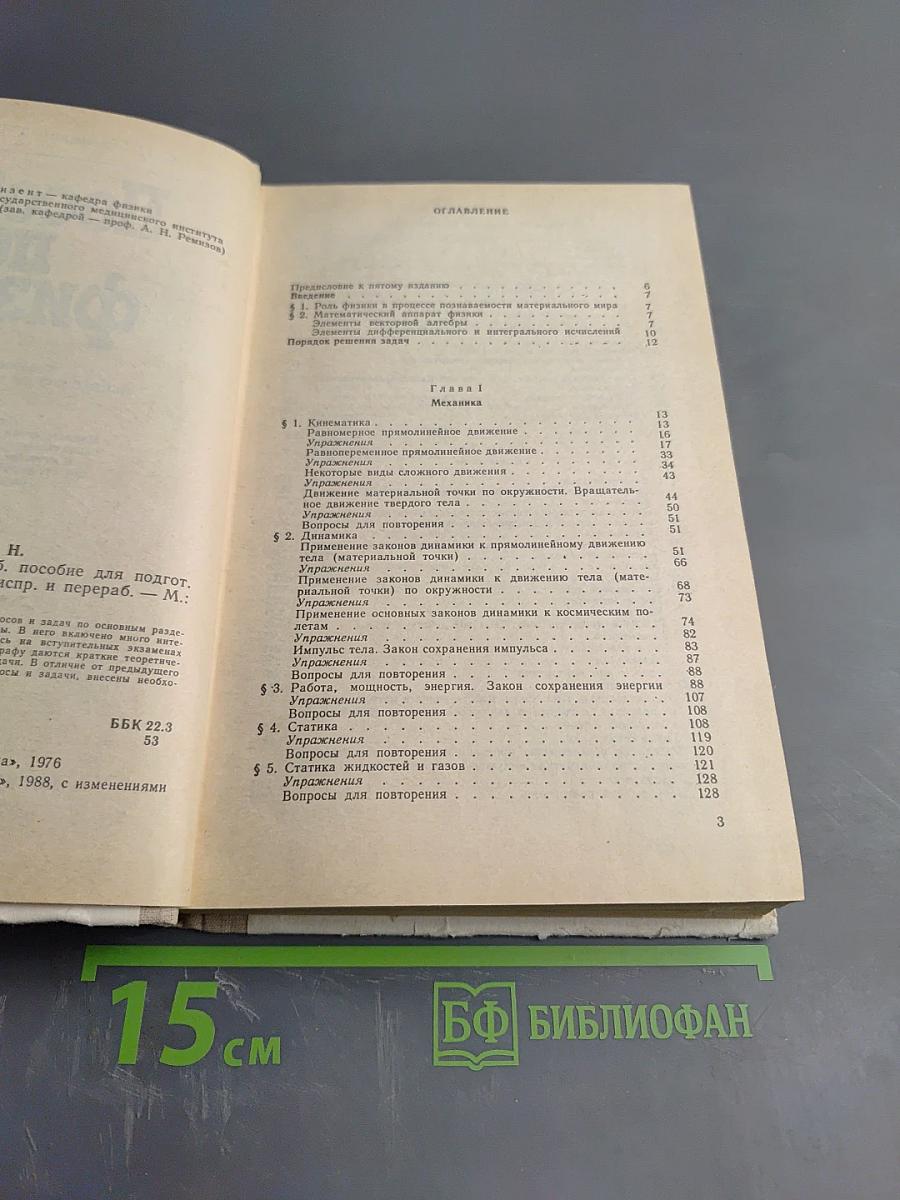 изент — кафедра физики
сударственного медицинского института
(зав. кафедрой — проф. А. Н. Ремизов)
Н.
б. пособие для подгот.
испр. и перераб. — М.:
осов и задач по основным разде-
ы. В него включено много инте-
сь на вступительных экзаменах
рафу даются краткие теоретиче-
дачи. В отличие от предыдущего
осы и задачи, внесены необхо-
ББК 22.3
53
а», 1976
», 1988, с изменениями
ОГЛАВЛЕНИЕ
Предисловие к пятому изданию . . . . . . . . . . . 6
Введение . . . . . . . . . . . . . . . . . . . 7
§ 1. Роль физики в процессе познаваемости материального мира 7
§ 2. Математический аппарат физики . . . . . . . . . 7
Элементы векторной алгебры . . . . . . . . . . 7
Элементы дифференциального и интегрального исчислений 10
Порядок решения задач . . . . . . . . . . . . . 12
Глава I
Механика
§ 1. Кинематика . . . . . . . . . . . . . . . . 13
Равномерное прямолинейное движение . . . . . . . . 13
Упражнения . . . . . . . . . . . . . . . . 16
Равнопеременное прямолинейное движение . . . . . . . 17
Упражнения . . . . . . . . . . . . . . . . 33
Некоторые виды сложного движения . . . . . . . . . 34
Упражнения . . . . . . . . . . . . . . . . 43
Движение материальной точки по окружности. Вращатель-
ное движение твердого тела . . . . . . . . . . . 44
Упражнения . . . . . . . . . . . . . . . . 50
Вопросы для повторения . . . . . . . . . . . . 51
§ 2. Динамика . . . . . . . . . . . . . . . . . 51
Применение законов динамики к прямолинейному движению
тела (материальной точки) . . . . . . . . . . . 51
Упражнения . . . . . . . . . . . . . . . . 66
Применение законов динамики к движению тела (мате-
риальной точки) по окружности . . . . . . . . . . 68
Упражнения . . . . . . . . . . . . . . . . 73
Применение основных законов динамики к космическим по-
летам . . . . . . . . . . . . . . . . . . 74
Упражнения . . . . . . . . . . . . . . . . 82
Импульс тела. Закон сохранения импульса . . . . . . . 83
Упражнения . . . . . . . . . . . . . . . . 87
Вопросы для повторения . . . . . . . . . . . . 88
§ 3. Работа, мощность, энергия. Закон сохранения энергии 88
Упражнения . . . . . . . . . . . . . . . . 107
Вопросы для повторения . . . . . . . . . . . . 108
§ 4. Статика . . . . . . . . . . . . . . . . . 108
Упражнения . . . . . . . . . . . . . . . . 119
Вопросы для повторения . . . . . . . . . . . . 120
§ 5. Статика жидкостей и газов . . . . . . . . . . . 121
Упражнения . . . . . . . . . . . . . . . . 128
Вопросы для повторения . . . . . . . . . . . . 128
3
15 см
БФ БИБЛИОФАН